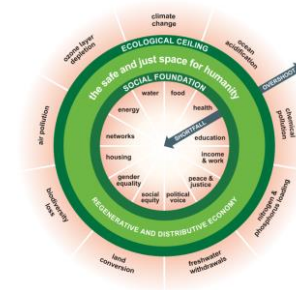 climate
change
ozone layer
depletion
ocean
acidification
ECOLOGICAL CEILING
the safe and just space for humanity
OVERSHOOT
SOCIAL FOUNDATION
water
food
energy
health
SHORTFALL
air pollution
chemical
pollution
networks
education
housing
income
& work
gender
equality
peace &
justice
social
equity
political
voice
biodiversity
loss
nitrogen &
phosphorus loading
REGENERATIVE AND DISTRIBUTIVE ECONOMY
land
conversion
freshwater
withdrawals